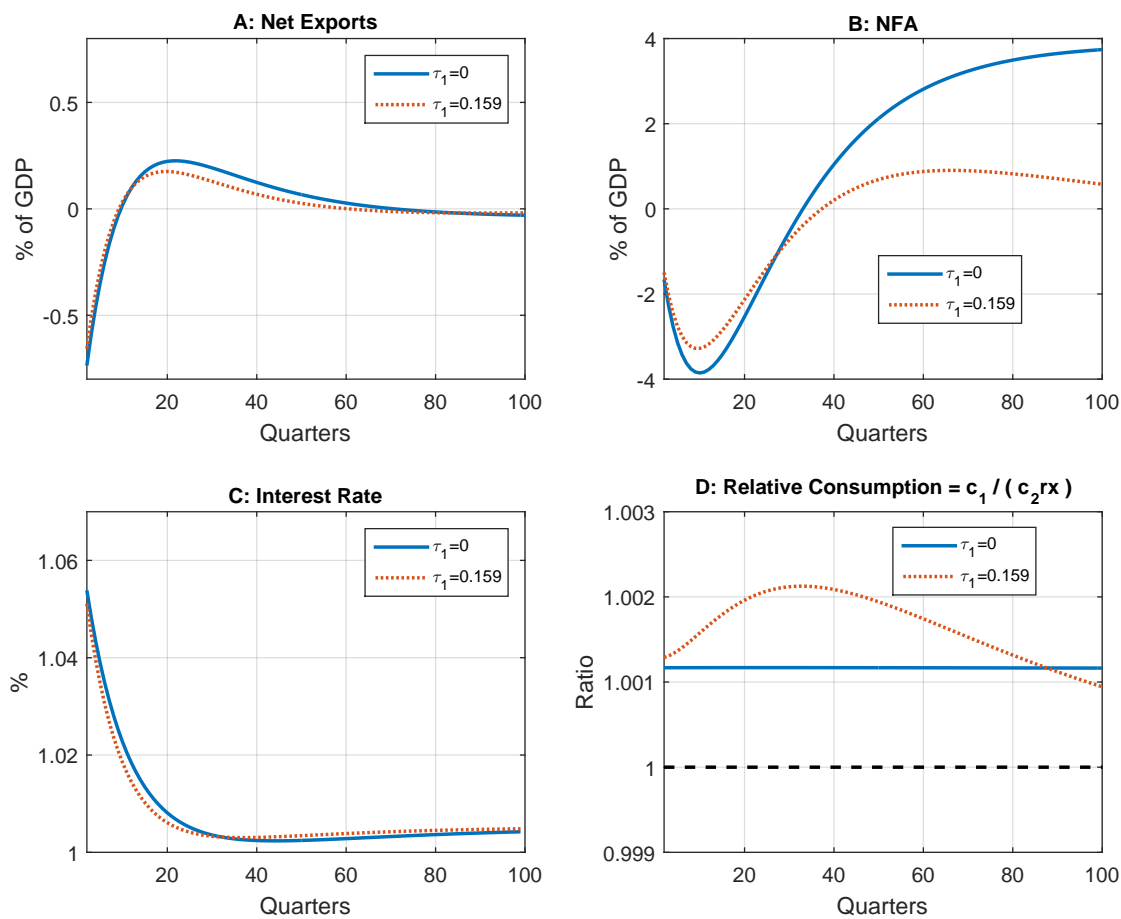 A: Net Exports
% of GDP
0.5
0
-0.5
τ1=0
τ1=0.159
20
40
60
80
100
Quarters
B: NFA
% of GDP
4
2
0
-2
-4
τ1=0
τ1=0.159
20
40
60
80
100
Quarters
C: Interest Rate
%
1.06
1.04
1.02
1
τ1=0
τ1=0.159
20
40
60
80
100
Quarters
D: Relative Consumption = c1 / ( c2rx )
Ratio
1.003
1.002
1.001
1
0.999
τ1=0
τ1=0.159
20
40
60
80
100
Quarters